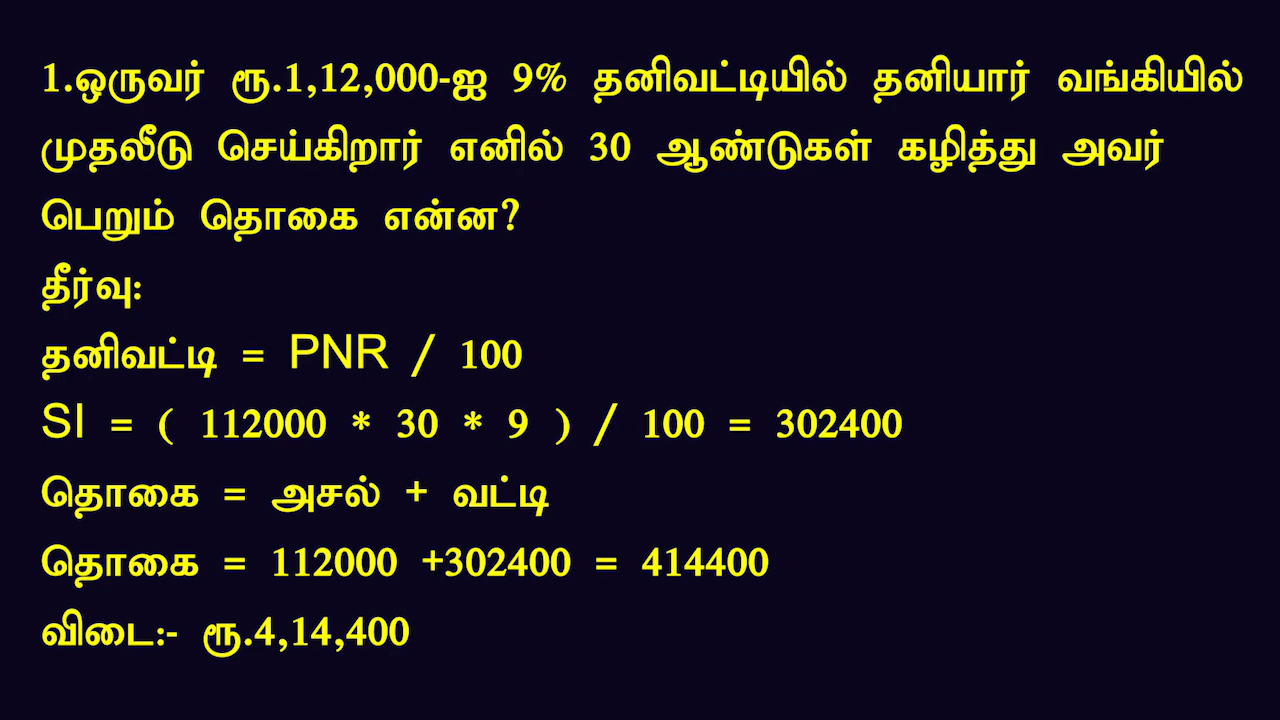 1.ஒருவர் ரூ.1,12,000-ஐ 9% தனிவட்டியில் தனியார் வங்கியில்
முதலீடு செய்கிறார் எனில் 30 ஆண்டுகள் கழித்து அவர்
பெறும் தொகை என்ன?
தீர்வு:
தனிவட்டி = PNR / 100
SI = ( 112000 * 30 * 9 ) / 100 = 302400
தொகை = அசல் + வட்டி
தொகை = 112000 +302400 = 414400
விடை:- ரூ.4,14,400